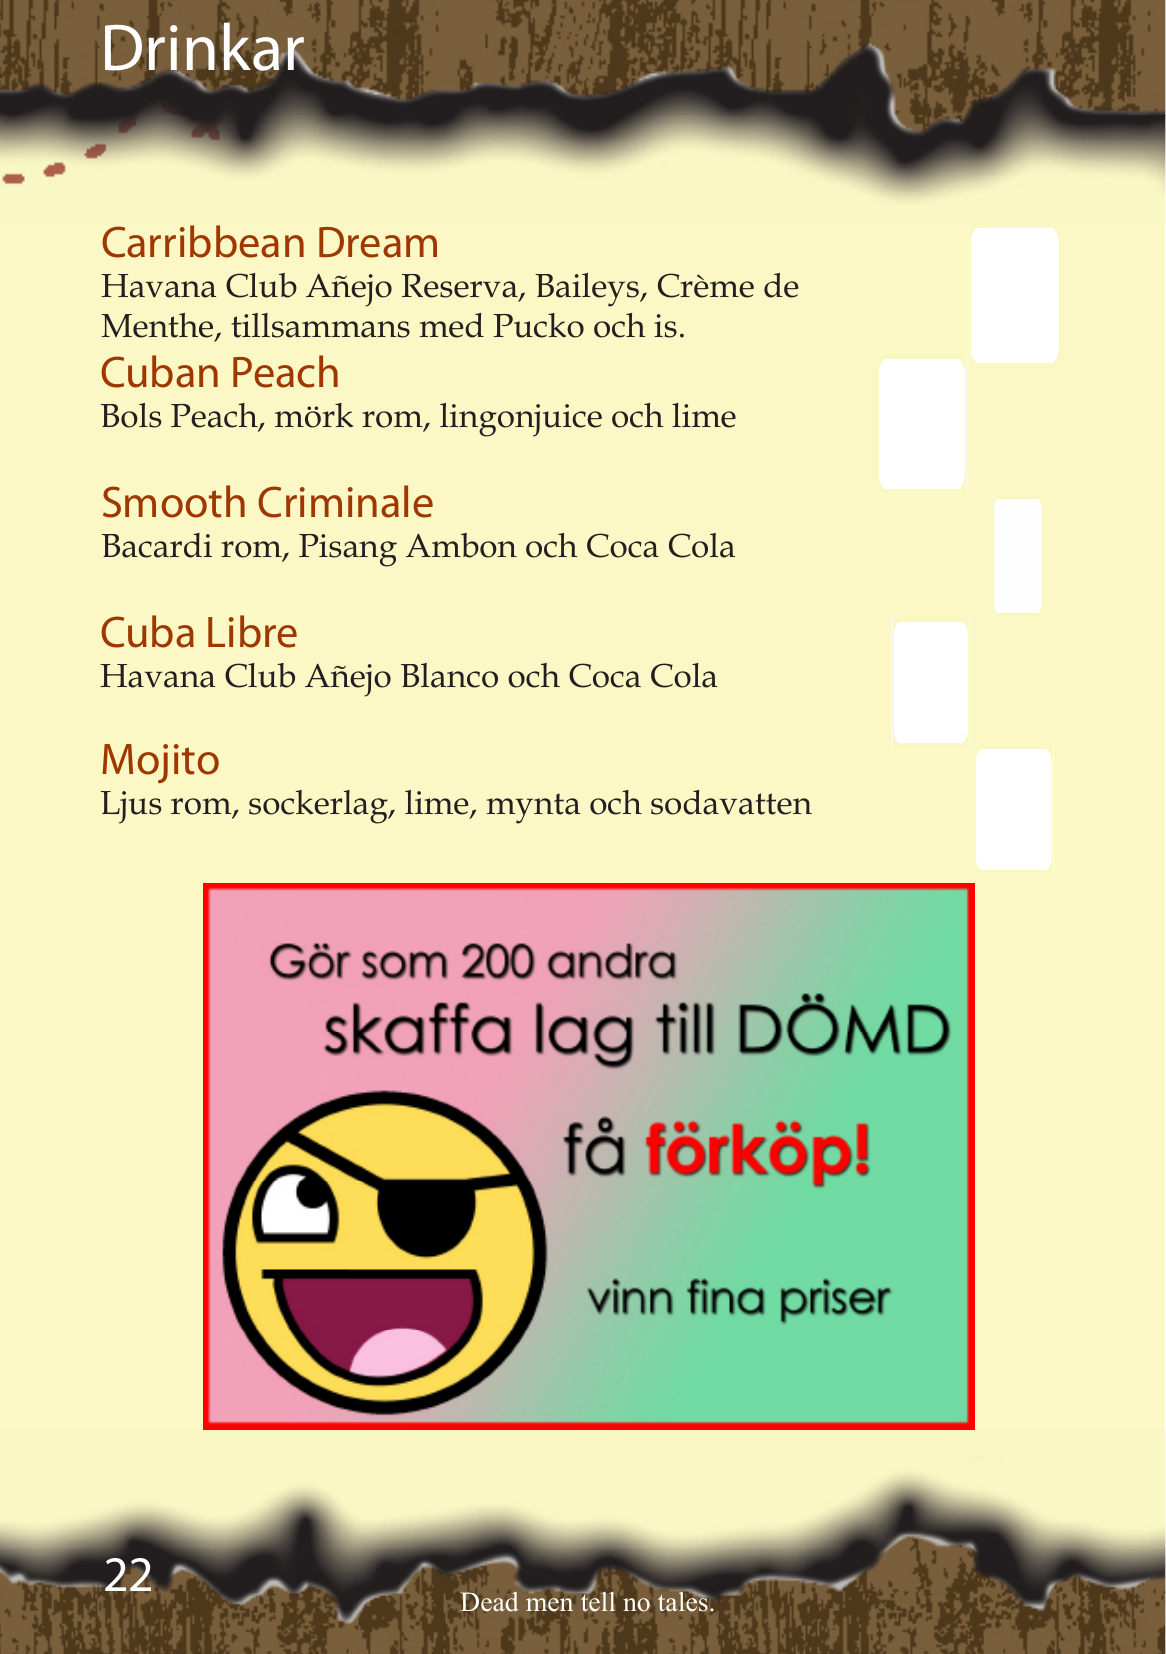 Drinkar
Carribbean Dream
Havana Club Añejo Reserva, Baileys, Crème de
Menthe, tillsammans med Pucko och is.
Cuban Peach
Bols Peach, mörk rom, lingonjuice och lime
Smooth Criminale
Bacardi rom, Pisang Ambon och Coca Cola
Cuba Libre
Havana Club Añejo Blanco och Coca Cola
Mojito
Ljus rom, sockerlag, lime, mynta och sodavatten
Gör som 200 andra
skaffa lag till DÖMD
få förköp!
vinn fina priser
22
Dead men tell no tales.